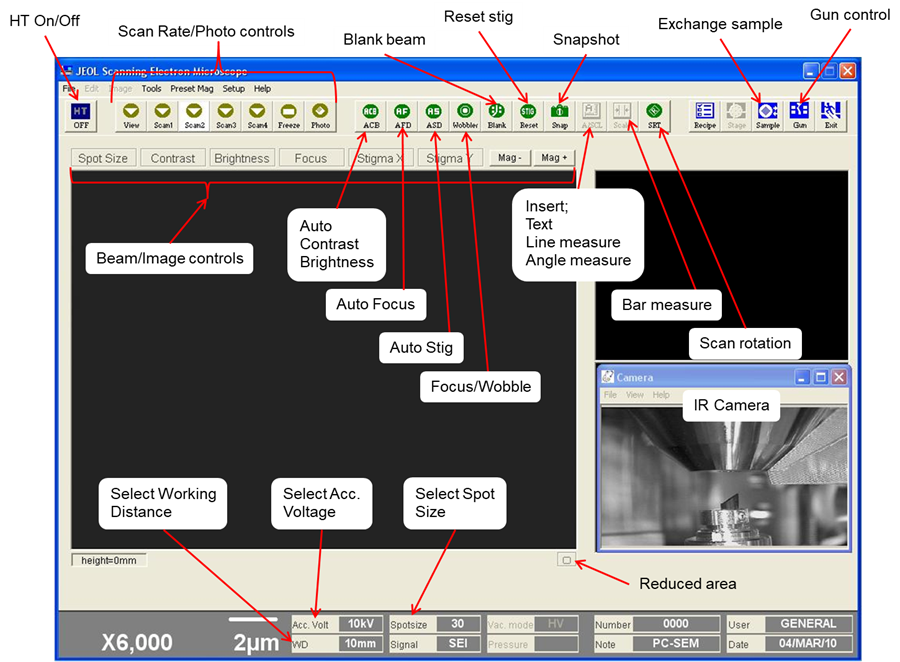 HT On/Off
Scan Rate/Photo controls
Blank beam
Reset stig
Snapshot
Exchange sample
Gun control
JEOL Scanning Electron Microscope
File Edit Image Tools Preset Mag Setup Help
HT
OFF
View Scan1 Scan2 Scan3 Scan4 Freeze Photo
ACB AF AS STIG
ACB AFD ASD Wobbler Blank Reset Snap Scale SRT
Recipe Stage Sample Gun Exit
Spot Size Contrast Brightness Focus Stigma X Stigma Y Mag - Mag +
Beam/Image controls
Auto
Contrast
Brightness
Insert;
Text
Line measure
Angle measure
Auto Focus
Bar measure
Auto Stig
Scan rotation
Focus/Wobble
Camera
File View Help
IR Camera
Select Working
Distance
Select Acc.
Voltage
Select Spot
Size
height=0mm
Reduced area
X6,000
2µm
Acc. Volt 10kV Spotsize 30 Vac. mode HV Number 0000 User GENERAL
WD 10mm Signal SEI Pressure Note PC-SEM Date 04/MAR/10